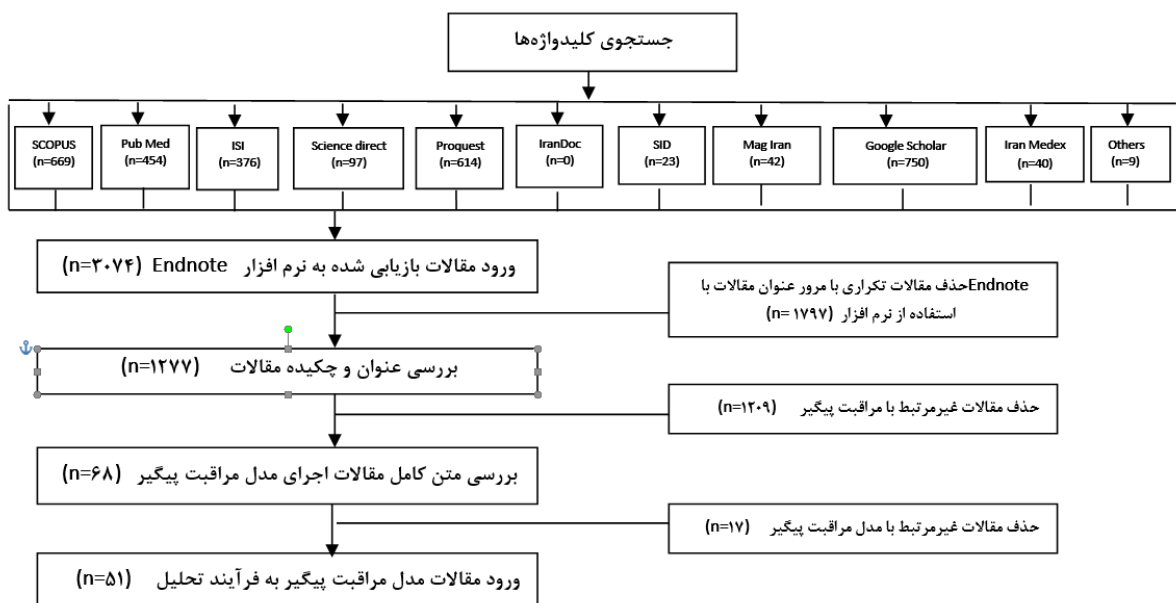 جستجوی کلیدواژه‌ها
SCOPUS
(n=669)
Pub Med
(n=454)
ISI
(n=376)
Science direct
(n=97)
Proquest
(n=614)
IranDoc
(n=0)
SID
(n=23)
Mag Iran
(n=42)
Google Scholar
(n=750)
Iran Medex
(n=40)
Others
(n=9)
ورود مقالات بازیابی شده به نرم افزار Endnote (n=۳۰۷۴)
Endnoteحذف مقالات تکراری با مرور عنوان مقالات با
استفاده از نرم افزار (n= ۱۷۹۷)
بررسی عنوان و چکیده مقالات (n=۱۲۷۷)
حذف مقالات غیرمرتبط با مراقبت پیگیر (n=۱۲۰۹)
بررسی متن کامل مقالات اجرای مدل مراقبت پیگیر (n=۶۸)
حذف مقالات غیرمرتبط با مدل مراقبت پیگیر (n=۱۷)
ورود مقالات مدل مراقبت پیگیر به فرآیند تحلیل (n=۵۱)